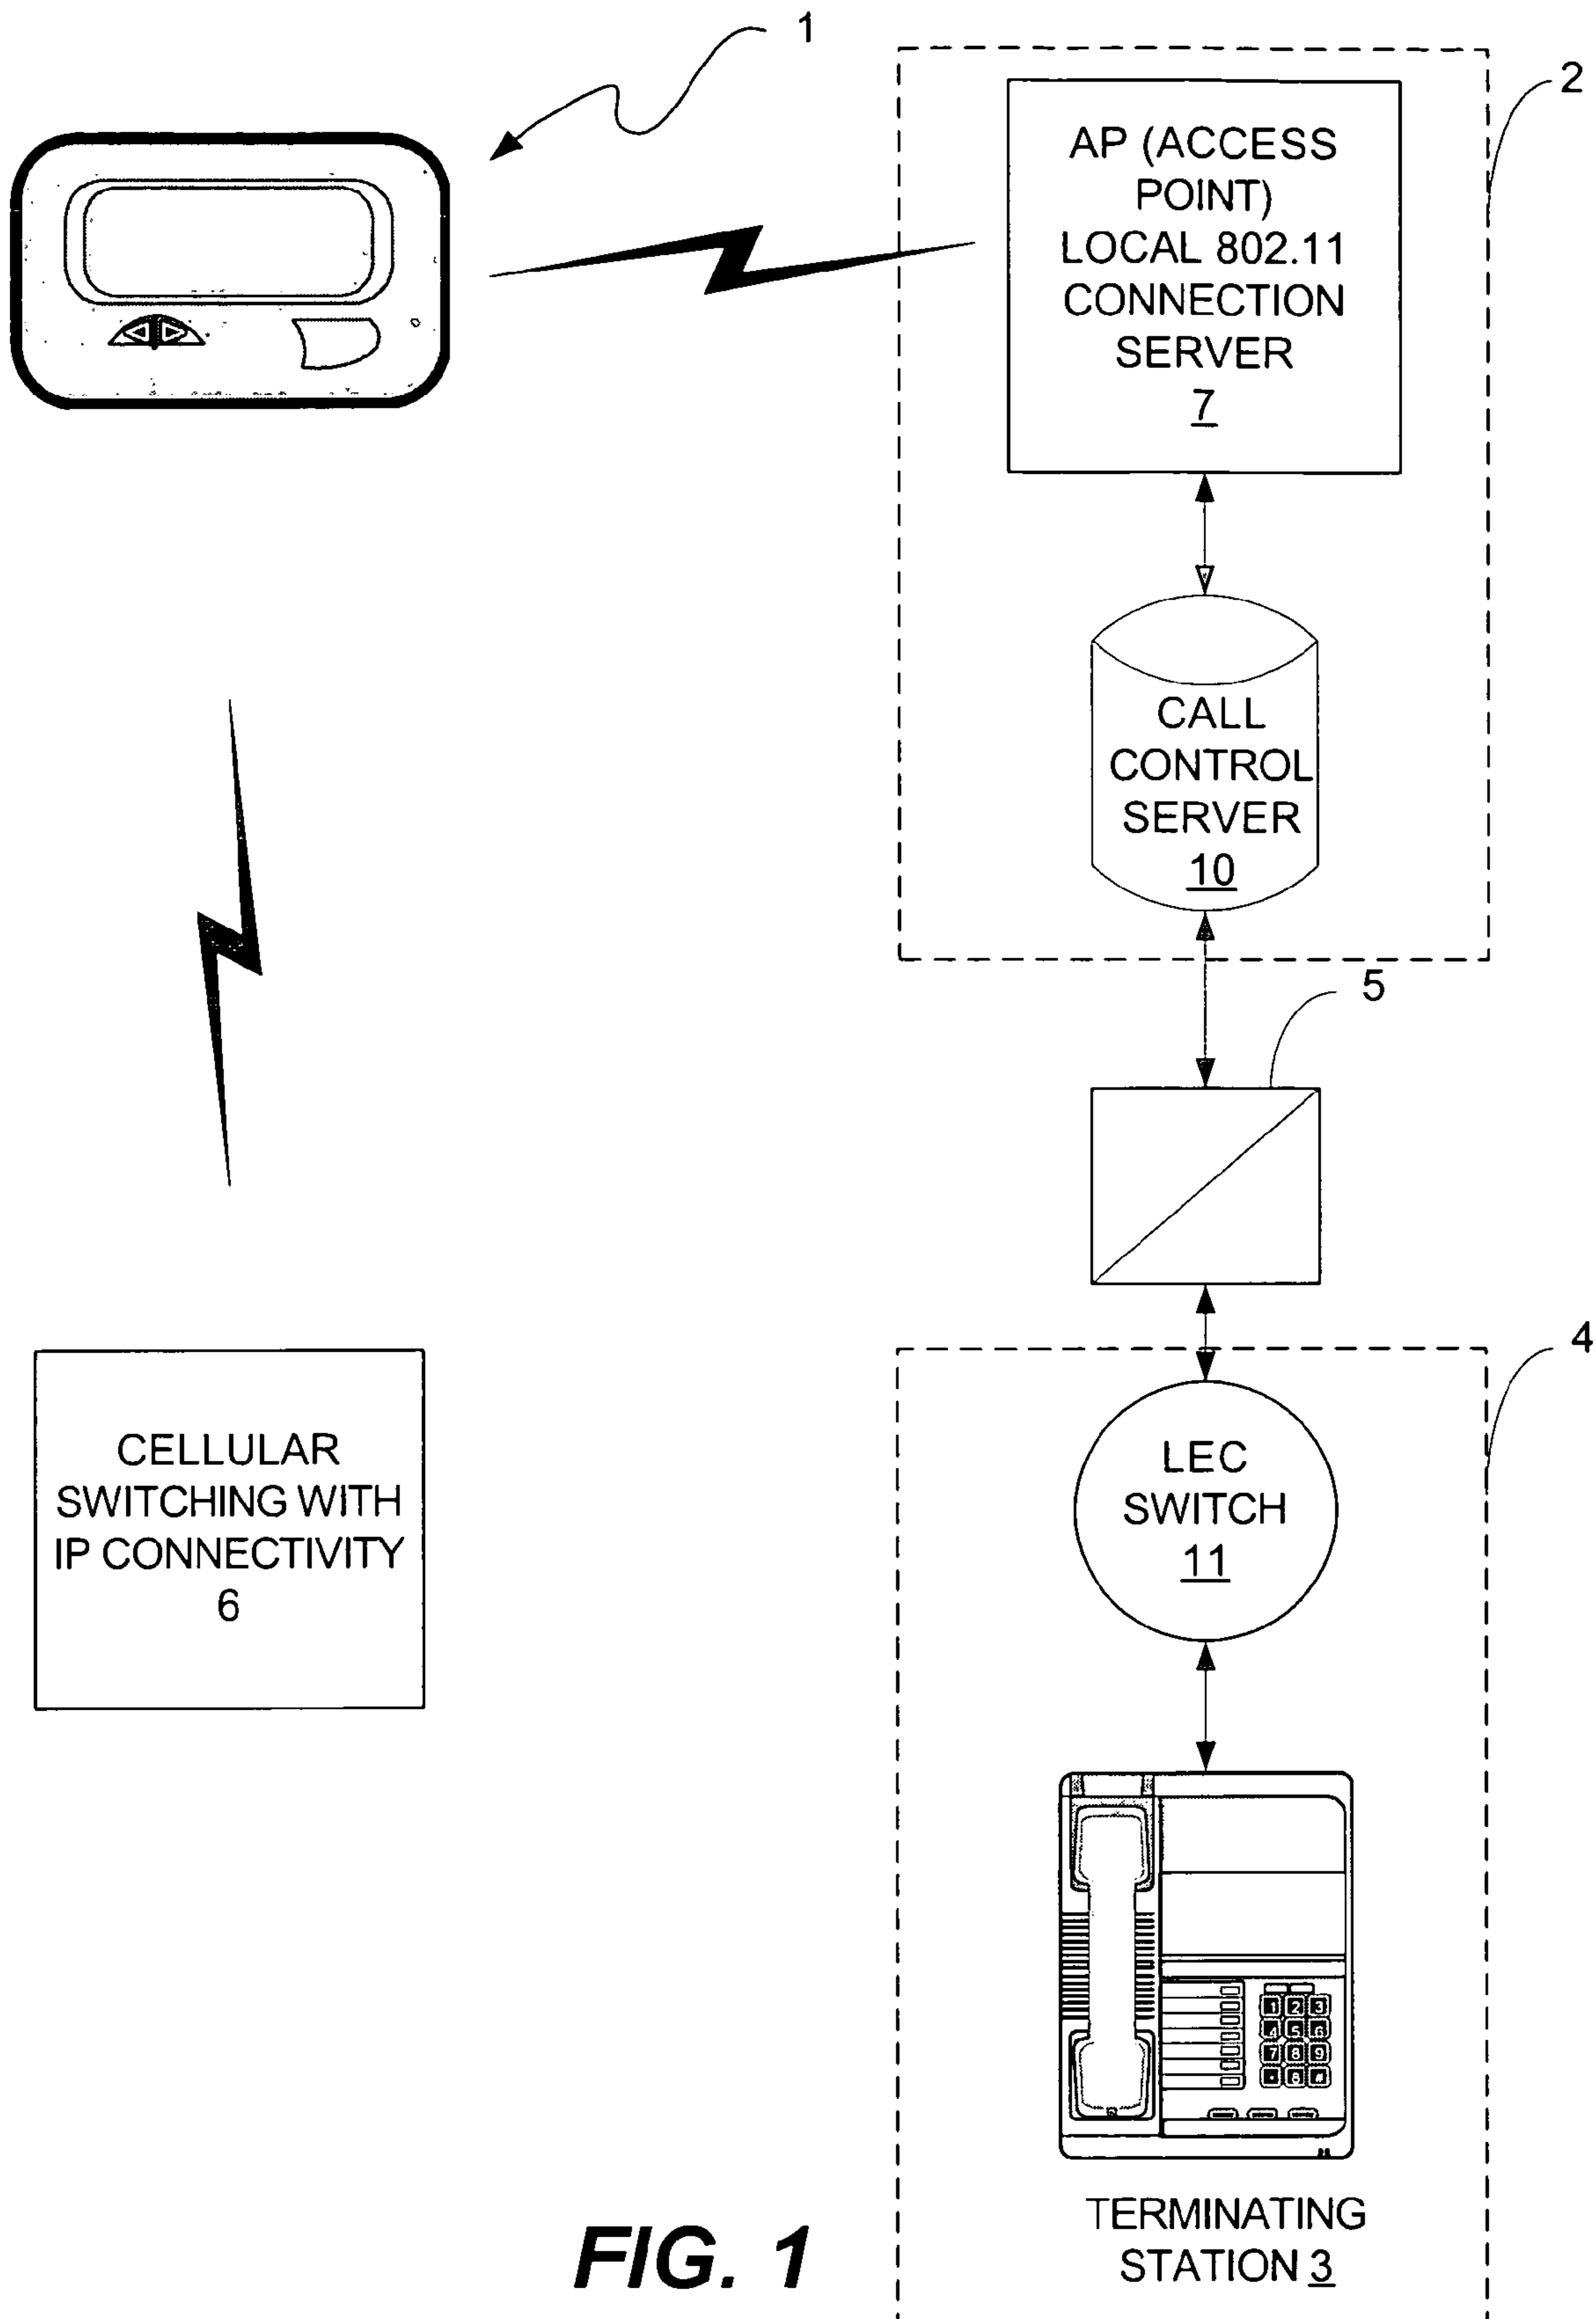 1
2
AP (ACCESS
POINT)
LOCAL 802.11
CONNECTION
SERVER
7
CALL
CONTROL
SERVER
10
5
4
CELLULAR
SWITCHING WITH
IP CONNECTIVITY
6
LEC
SWITCH
11
1 2 3
4 5 6
7 8 9
TERMINATING
STATION 3
FIG. 1